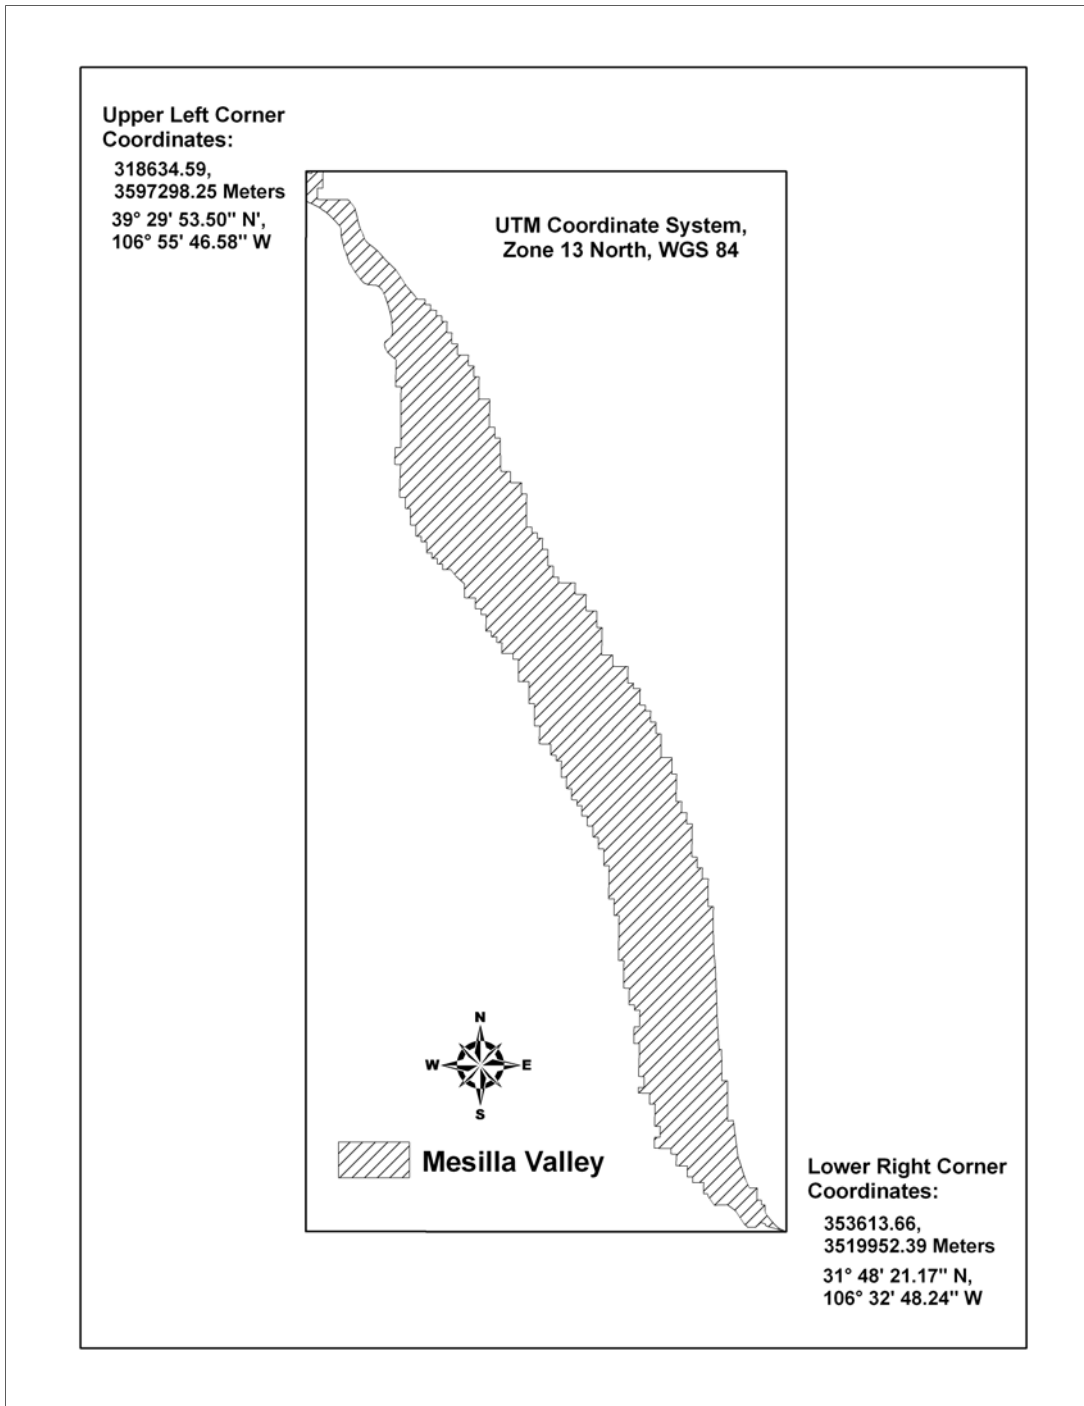 Upper Left Corner
Coordinates:
318634.59,
3597298.25 Meters
39° 29' 53.50" N',
106° 55' 46.58" W
UTM Coordinate System,
Zone 13 North, WGS 84
N
W
E
S
Mesilla Valley
Lower Right Corner
Coordinates:
353613.66,
3519952.39 Meters
31° 48' 21.17" N,
106° 32' 48.24" W